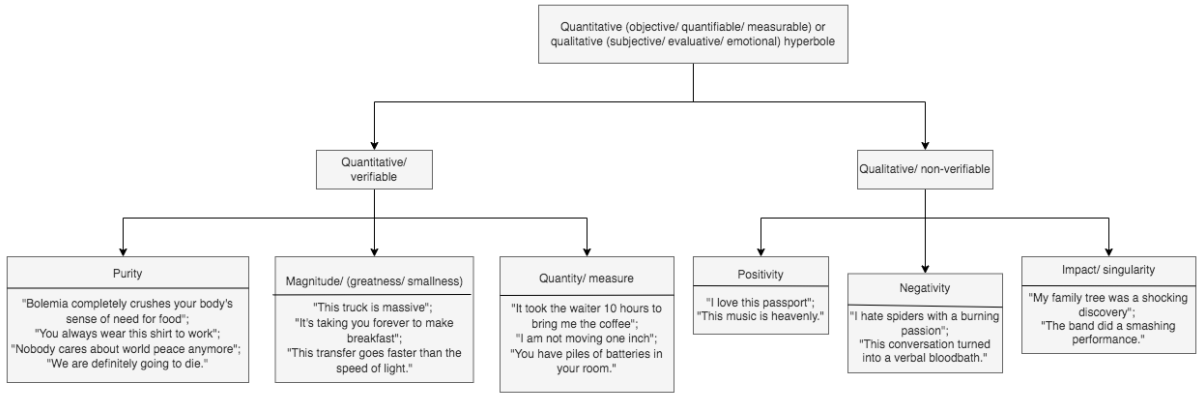 Quantitative (objective/ quantifiable/ measurable) or
qualitative (subjective/ evaluative/ emotional) hyperbole
Quantitative/
verifiable
Qualitative/ non-verifiable
Purity
"Bolemia completely crushes your body's
sense of need for food";
"You always wear this shirt to work";
"Nobody cares about world peace anymore";
"We are definitely going to die."
Magnitude/ (greatness/ smallness)
"This truck is massive";
"It's taking you forever to make
breakfast";
"This transfer goes faster than the
speed of light."
Quantity/ measure
"It took the waiter 10 hours to
bring me the coffee";
"I am not moving one inch";
"You have piles of batteries in
your room."
Positivity
"I love this passport";
"This music is heavenly."
Negativity
"I hate spiders with a burning
passion";
"This conversation turned
into a verbal bloodbath."
Impact/ singularity
"My family tree was a shocking
discovery";
"The band did a smashing
performance."